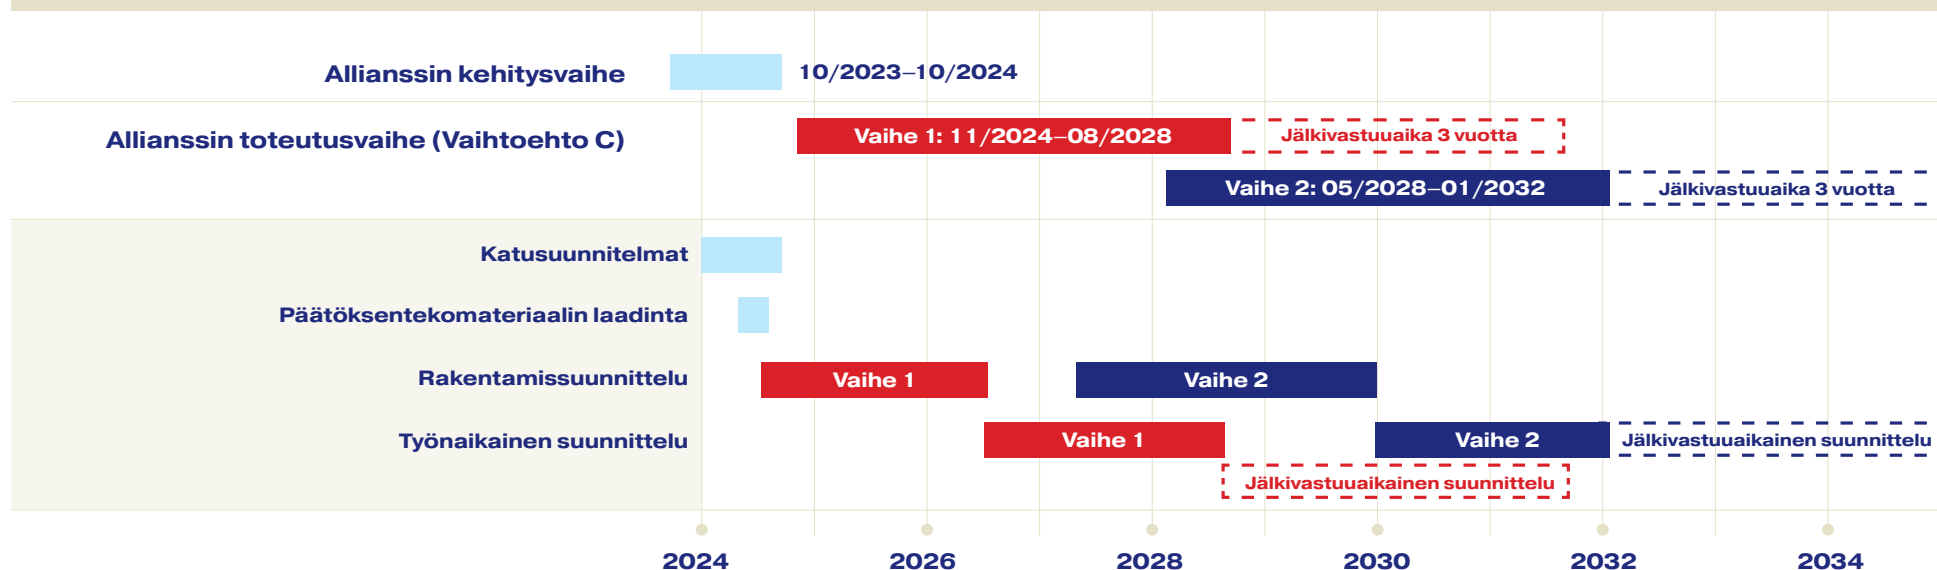 Allianssin kehitysvaihe
10/2023–10/2024
Allianssin toteutusvaihe (Vaihtoehto C)
Vaihe 1: 11/2024–08/2028
Jälkivastuuaika 3 vuotta
Vaihe 2: 05/2028–01/2032
Jälkivastuuaika 3 vuotta
Katusuunnitelmat
Päätöksentekomateriaalin laadinta
Rakentamissuunnittelu
Vaihe 1
Vaihe 2
Työnaikainen suunnittelu
Vaihe 1
Vaihe 2
Jälkivastuuaikainen suunnittelu
Jälkivastuuaikainen suunnittelu
2024
2026
2028
2030
2032
2034